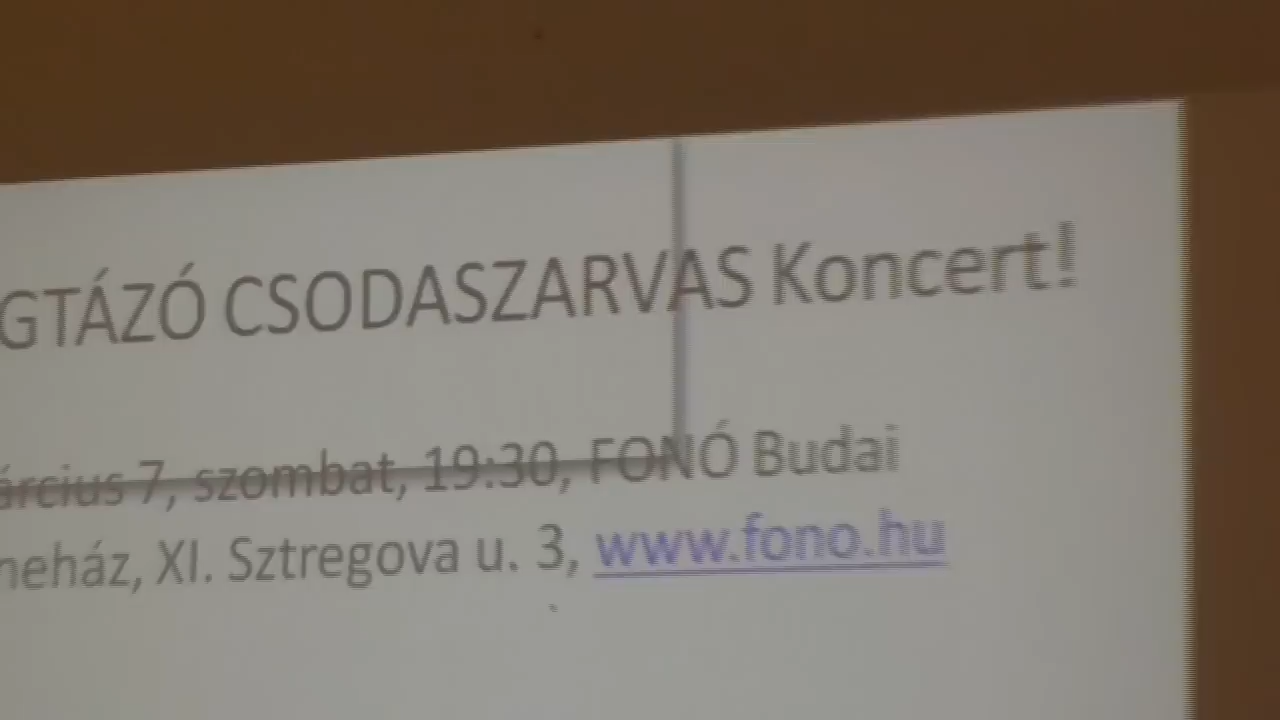 GTÁZÓ CSODASZARVAS Koncert!
árcius 7, szombat, 19:30, FONÓ Budai
neház, XI. Sztregova u. 3, www.fono.hu